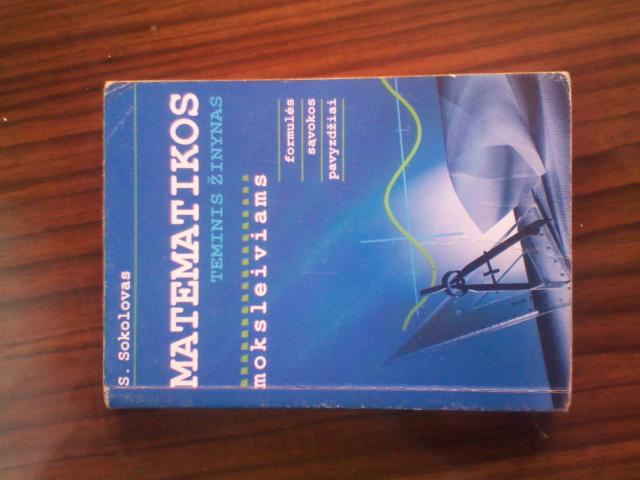 S. Sokolovas
MATEMATIKOS
TEMINIS ŽINYNAS
moksleiviams
formulės
sąvokos
pavyzdžiai